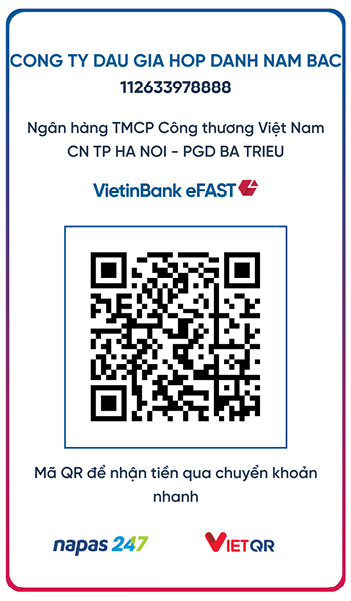 CONG TY DAU GIA HOP DANH NAM BAC
112633978888
Ngân hàng TMCP Công thương Việt Nam
CN TP HA NOI - PGD BA TRIEU
VietinBank eFAST
Mã QR để nhận tiền qua chuyển khoản
nhanh
napas 247
VIETQR